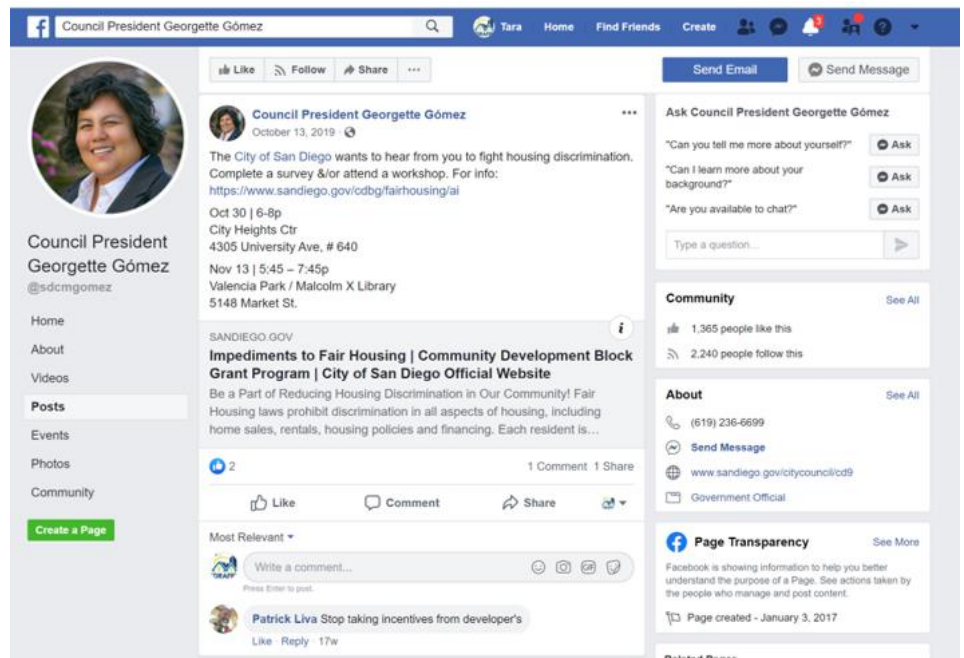 Council President Georgette Gómez
Tara Home Find Friends Create 3
Like Follow Share ...
Send Email Send Message
Council President
Georgette Gómez
@sdcmgomez
Home
About
Videos
Posts
Events
Photos
Community
Create a Page
Council President Georgette Gómez
October 13, 2019
The City of San Diego wants to hear from you to fight housing discrimination.
Complete a survey &/or attend a workshop. For info:
https://www.sandiego.gov/cdbg/fairhousing/ai
Oct 30 | 6-8p
City Heights Ctr
4305 University Ave, # 640
Nov 13 | 5:45 – 7:45p
Valencia Park / Malcolm X Library
5148 Market St.
SANDIEGO.GOV
Impediments to Fair Housing | Community Development Block
Grant Program | City of San Diego Official Website
Be a Part of Reducing Housing Discrimination in Our Community! Fair
Housing laws prohibit discrimination in all aspects of housing, including
home sales, rentals, housing policies and financing. Each resident is…
2 1 Comment 1 Share
Like Comment Share
Most Relevant
Write a comment...
Press Enter to post.
Patrick Liva Stop taking incentives from developer's
Like · Reply · 17w
Ask Council President Georgette Gómez
"Can you tell me more about yourself?" Ask
"Can I learn more about your
background?" Ask
"Are you available to chat?" Ask
Type a question...
Community See All
1,365 people like this
2,240 people follow this
About See All
(619) 236-6699
Send Message
www.sandiego.gov/citycouncil/cd9
Government Official
Page Transparency See More
Facebook is showing information to help you better
understand the purpose of a Page. See actions taken by
the people who manage and post content.
Page created - January 3, 2017
Related Pages